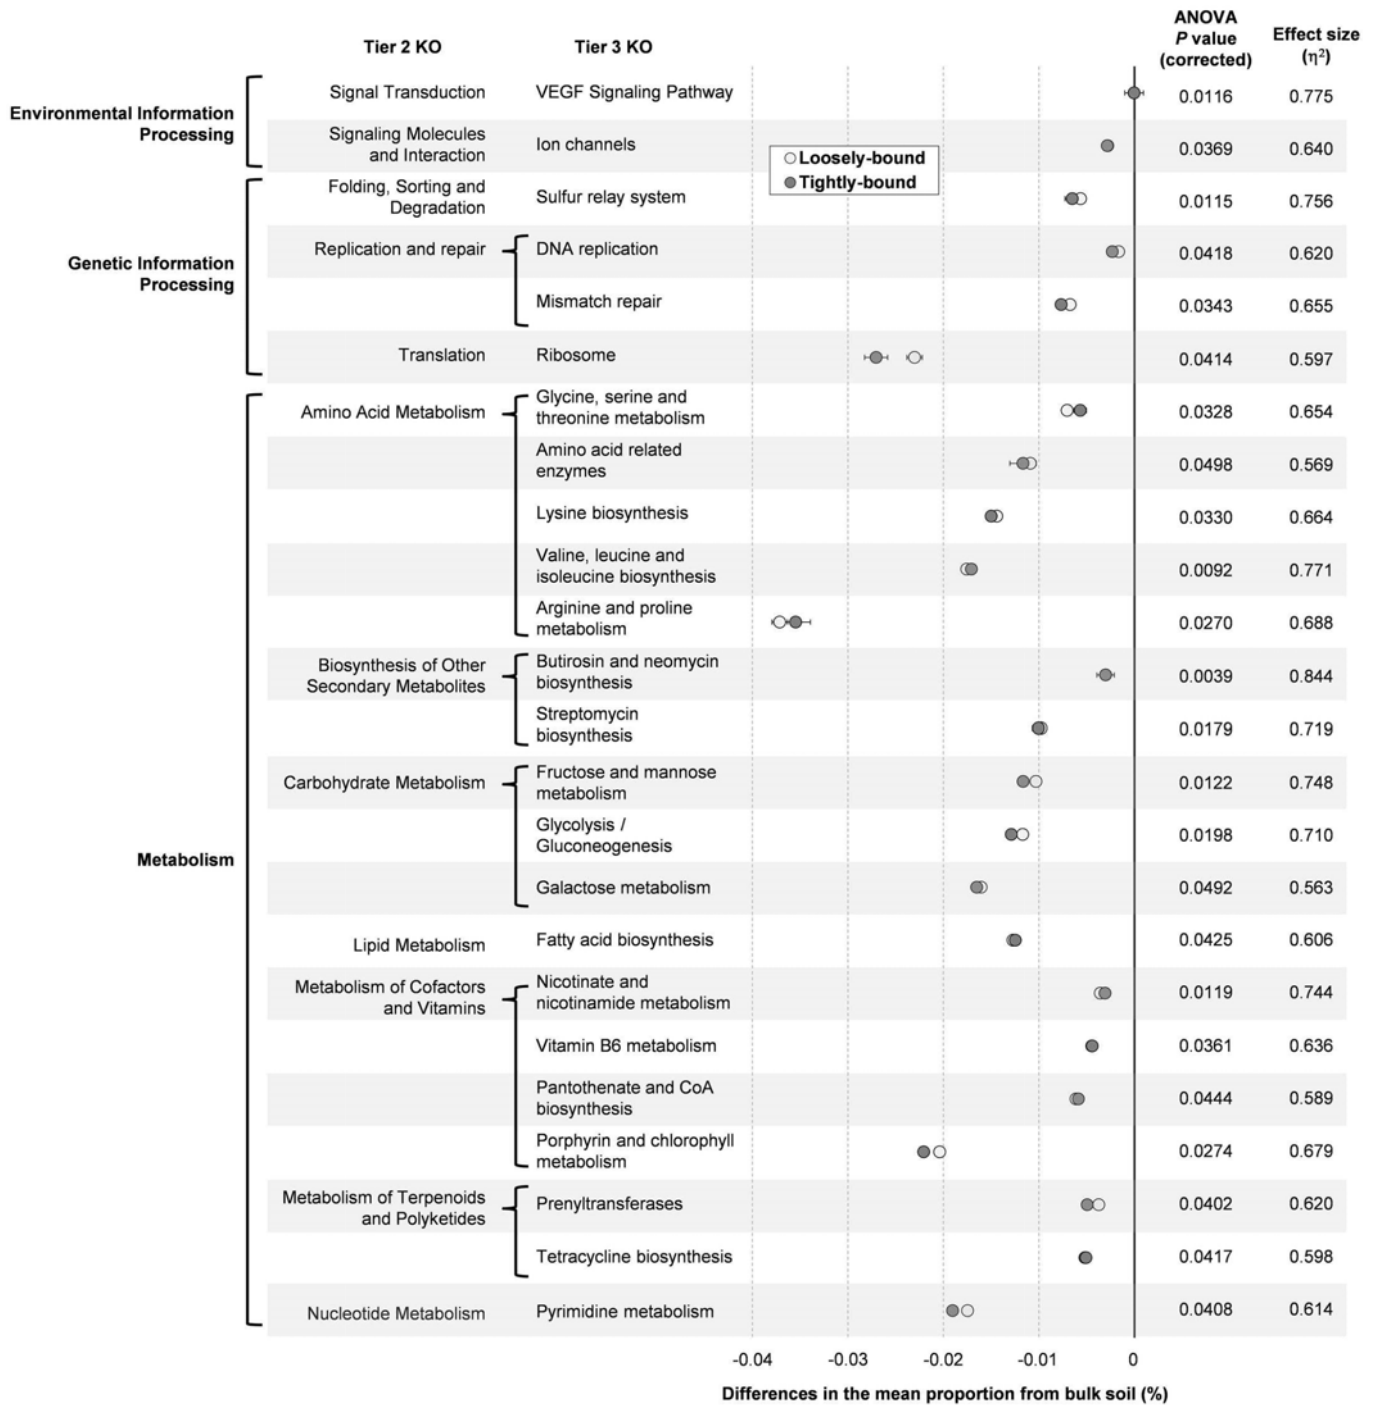 Tier 2 KO
Tier 3 KO
ANOVA
P value
(corrected)
Effect size
(η²)
Environmental Information
Processing
Signal Transduction
VEGF Signaling Pathway
0.0116
0.775
Signaling Molecules
and Interaction
Ion channels
0.0369
0.640
Loosely-bound
Tightly-bound
Genetic Information
Processing
Folding, Sorting and
Degradation
Sulfur relay system
0.0115
0.756
Replication and repair
DNA replication
0.0418
0.620
Mismatch repair
0.0343
0.655
Translation
Ribosome
0.0414
0.597
Metabolism
Amino Acid Metabolism
Glycine, serine and
threonine metabolism
0.0328
0.654
Amino acid related
enzymes
0.0498
0.569
Lysine biosynthesis
0.0330
0.664
Valine, leucine and
isoleucine biosynthesis
0.0092
0.771
Arginine and proline
metabolism
0.0270
0.688
Biosynthesis of Other
Secondary Metabolites
Butirosin and neomycin
biosynthesis
0.0039
0.844
Streptomycin
biosynthesis
0.0179
0.719
Carbohydrate Metabolism
Fructose and mannose
metabolism
0.0122
0.748
Glycolysis /
Gluconeogenesis
0.0198
0.710
Galactose metabolism
0.0492
0.563
Lipid Metabolism
Fatty acid biosynthesis
0.0425
0.606
Metabolism of Cofactors
and Vitamins
Nicotinate and
nicotinamide metabolism
0.0119
0.744
Vitamin B6 metabolism
0.0361
0.636
Pantothenate and CoA
biosynthesis
0.0444
0.589
Porphyrin and chlorophyll
metabolism
0.0274
0.679
Metabolism of Terpenoids
and Polyketides
Prenyltransferases
0.0402
0.620
Tetracycline biosynthesis
0.0417
0.598
Nucleotide Metabolism
Pyrimidine metabolism
0.0408
0.614
-0.04
-0.03
-0.02
-0.01
0
Differences in the mean proportion from bulk soil (%)